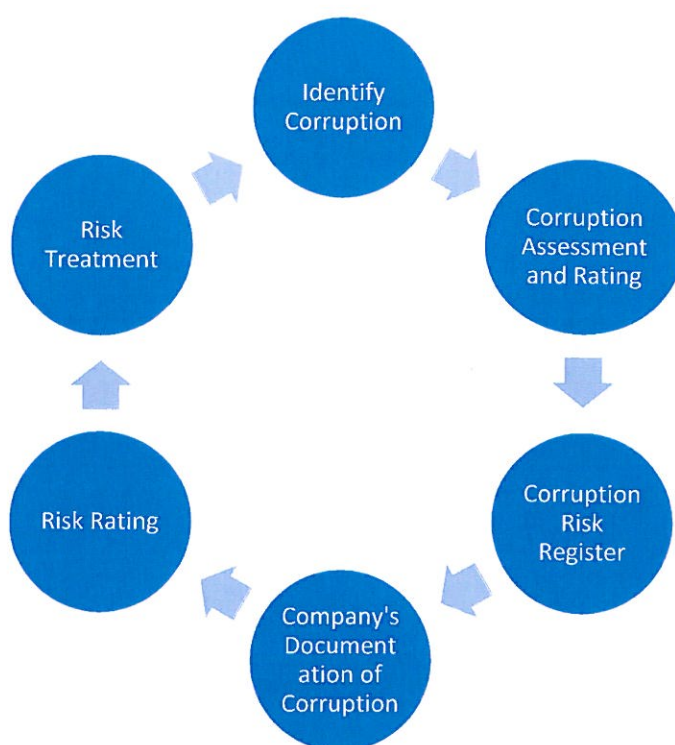 Identify
Corruption
Corruption
Assessment
and Rating
Corruption
Risk
Register
Company's
Document
ation of
Corruption
Risk Rating
Risk
Treatment